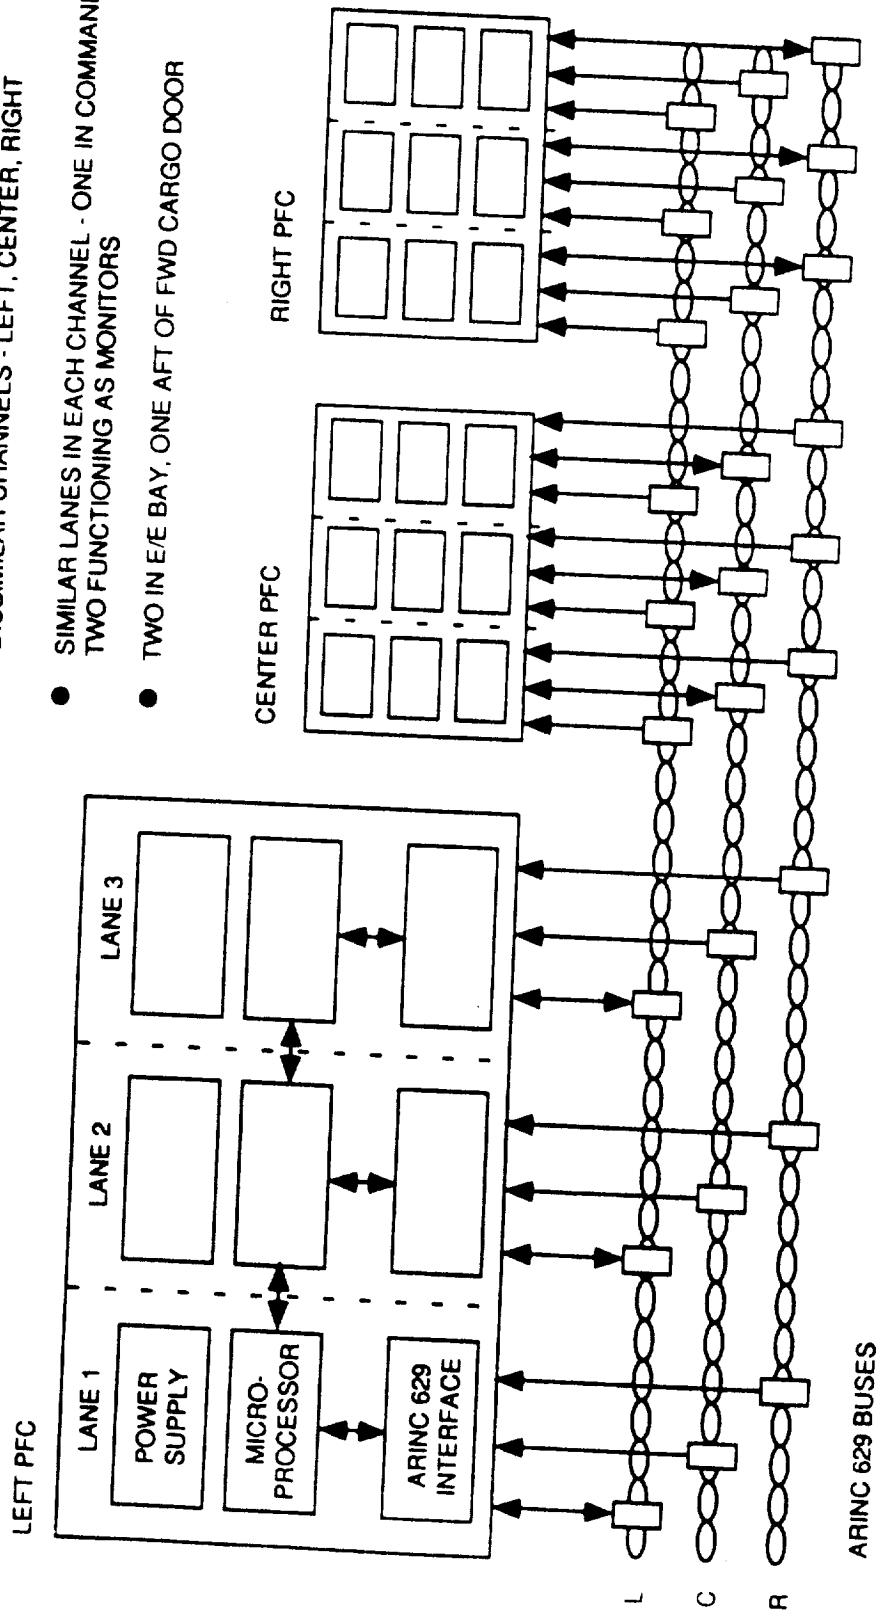 CHANNELS - LEFT, CENTER, RIGHT
● SIMILAR LANES IN EACH CHANNEL - ONE IN COMMAND
TWO FUNCTIONING AS MONITORS
● TWO IN E/E BAY, ONE AFT OF FWD CARGO DOOR
LEFT PFC
CENTER PFC
RIGHT PFC
LANE 1
LANE 2
LANE 3
POWER
SUPPLY
MICRO-
PROCESSOR
ARINC 629
INTERFACE
L
C
R
ARINC 629 BUSES